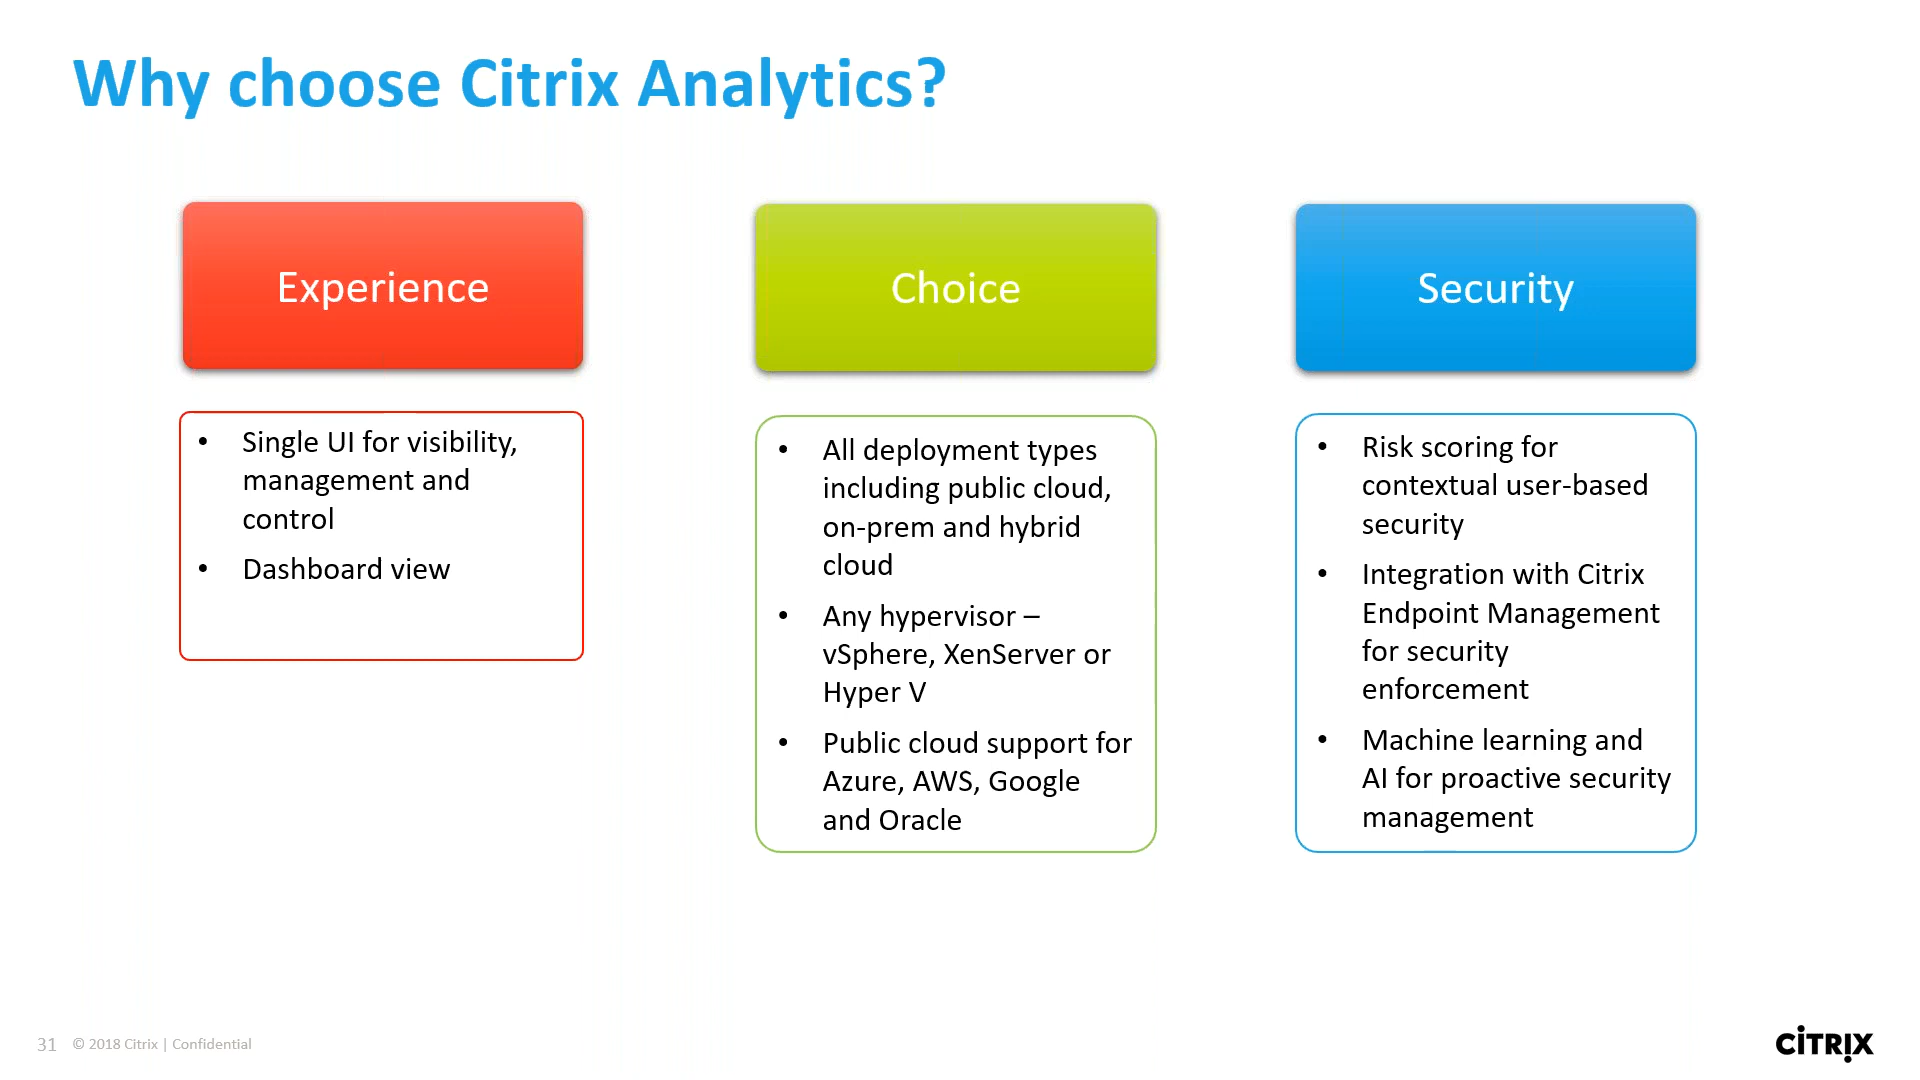 Why choose Citrix Analytics?
Experience
• Single UI for visibility,
management and
control
• Dashboard view
Choice
• All deployment types
including public cloud,
on-prem and hybrid
cloud
• Any hypervisor –
vSphere, XenServer or
Hyper V
• Public cloud support for
Azure, AWS, Google
and Oracle
Security
• Risk scoring for
contextual user-based
security
• Integration with Citrix
Endpoint Management
for security
enforcement
• Machine learning and
AI for proactive security
management
31 © 2018 Citrix | Confidential
CITRIX